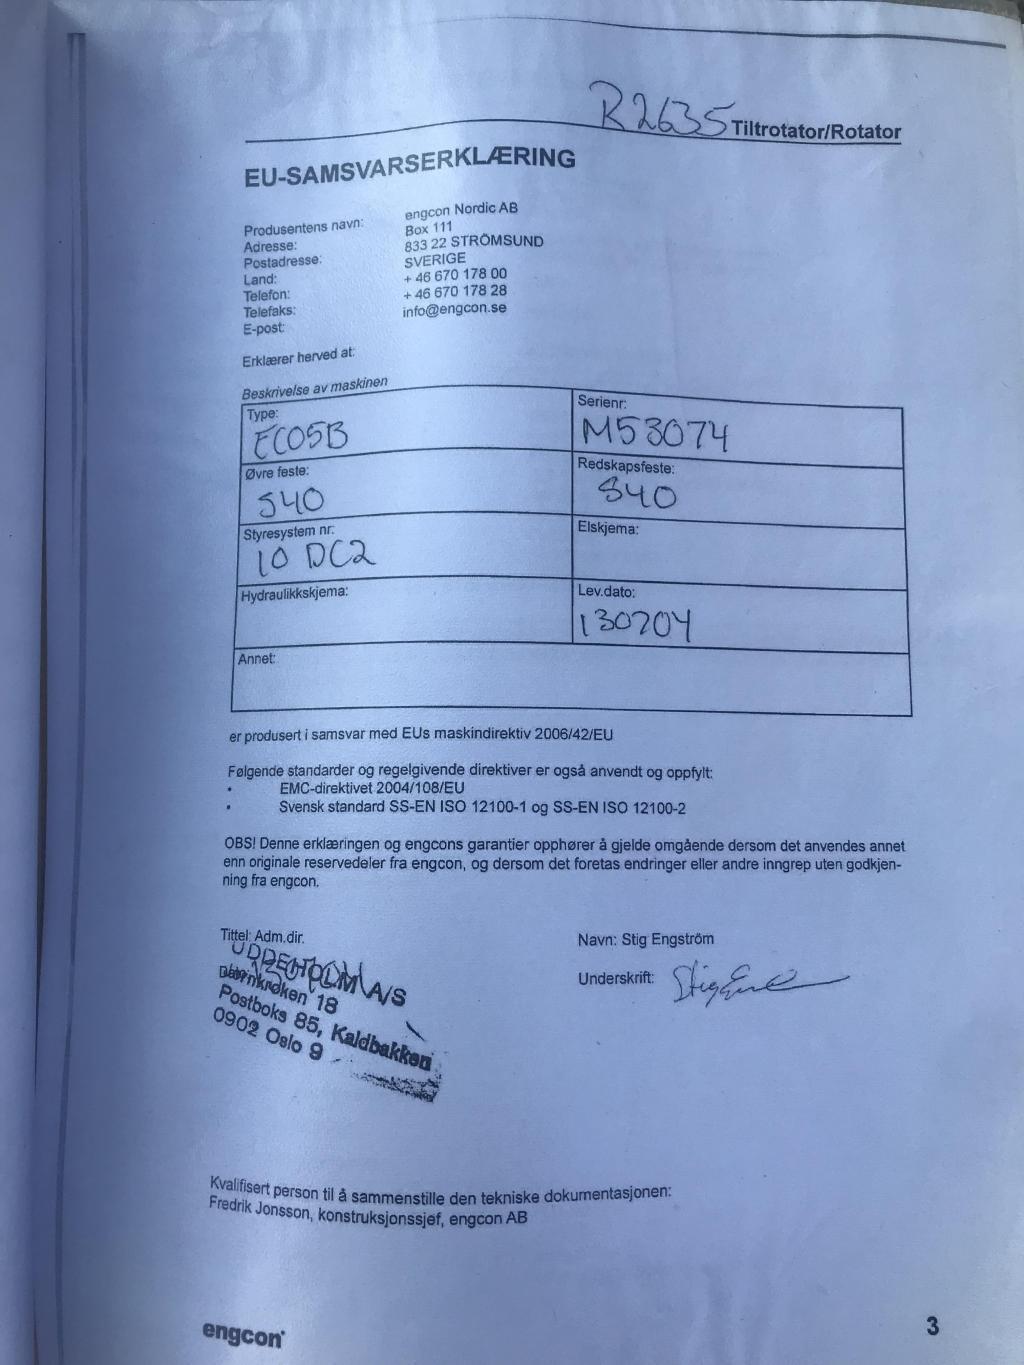 R2635 Tiltrotator/Rotator
EU-SAMSVARSERKLÆRING
Produsentens navn:
Adresse:
Postadresse:
Land:
Telefon:
Telefaks:
E-post:
engcon Nordic AB
Box 111
833 22 STRÖMSUND
SVERIGE
+ 46 670 178 00
+ 46 670 178 28
info@engcon.se
Erklærer herved at:
Beskrivelse av maskinen
Type:
EC05B
Serienr:
M53074
Øvre feste:
S40
Redskapsfeste:
S40
Styresystem nr:
10 DC2
Elskjema:
Hydraulikkskjema:
Lev.dato:
130204
Annet:
er produsert i samsvar med EUs maskindirektiv 2006/42/EU
Følgende standarder og regelgivende direktiver er også anvendt og oppfylt:
• EMC-direktivet 2004/108/EU
• Svensk standard SS-EN ISO 12100-1 og SS-EN ISO 12100-2
OBS! Denne erklæringen og engcons garantier opphører å gjelde omgående dersom det anvendes annet
enn originale reservedeler fra engcon, og dersom det foretas endringer eller andre inngrep uten godkjen-
ning fra engcon.
Tittel: Adm.dir.
Navn: Stig Engström
UDDEHOLM A/S
Underskrift: Stig
18
Postboks 85, Kaldbakken
0902 Oslo 9
Kvalifisert person til å sammenstille den tekniske dokumentasjonen:
Fredrik Jonsson, konstruksjonssjef, engcon AB
engcon
3